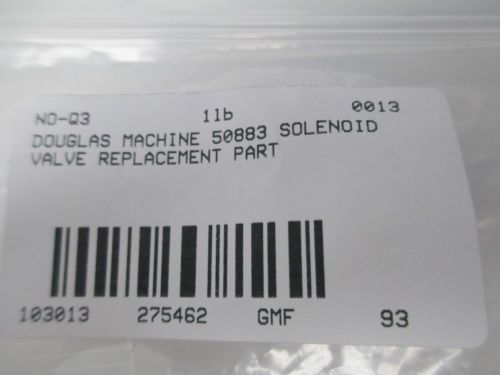 NO-Q3 1lb 0013
DOUGLAS MACHINE 50883 SOLENOID
VALVE REPLACEMENT PART
103013 275462 GMF 93